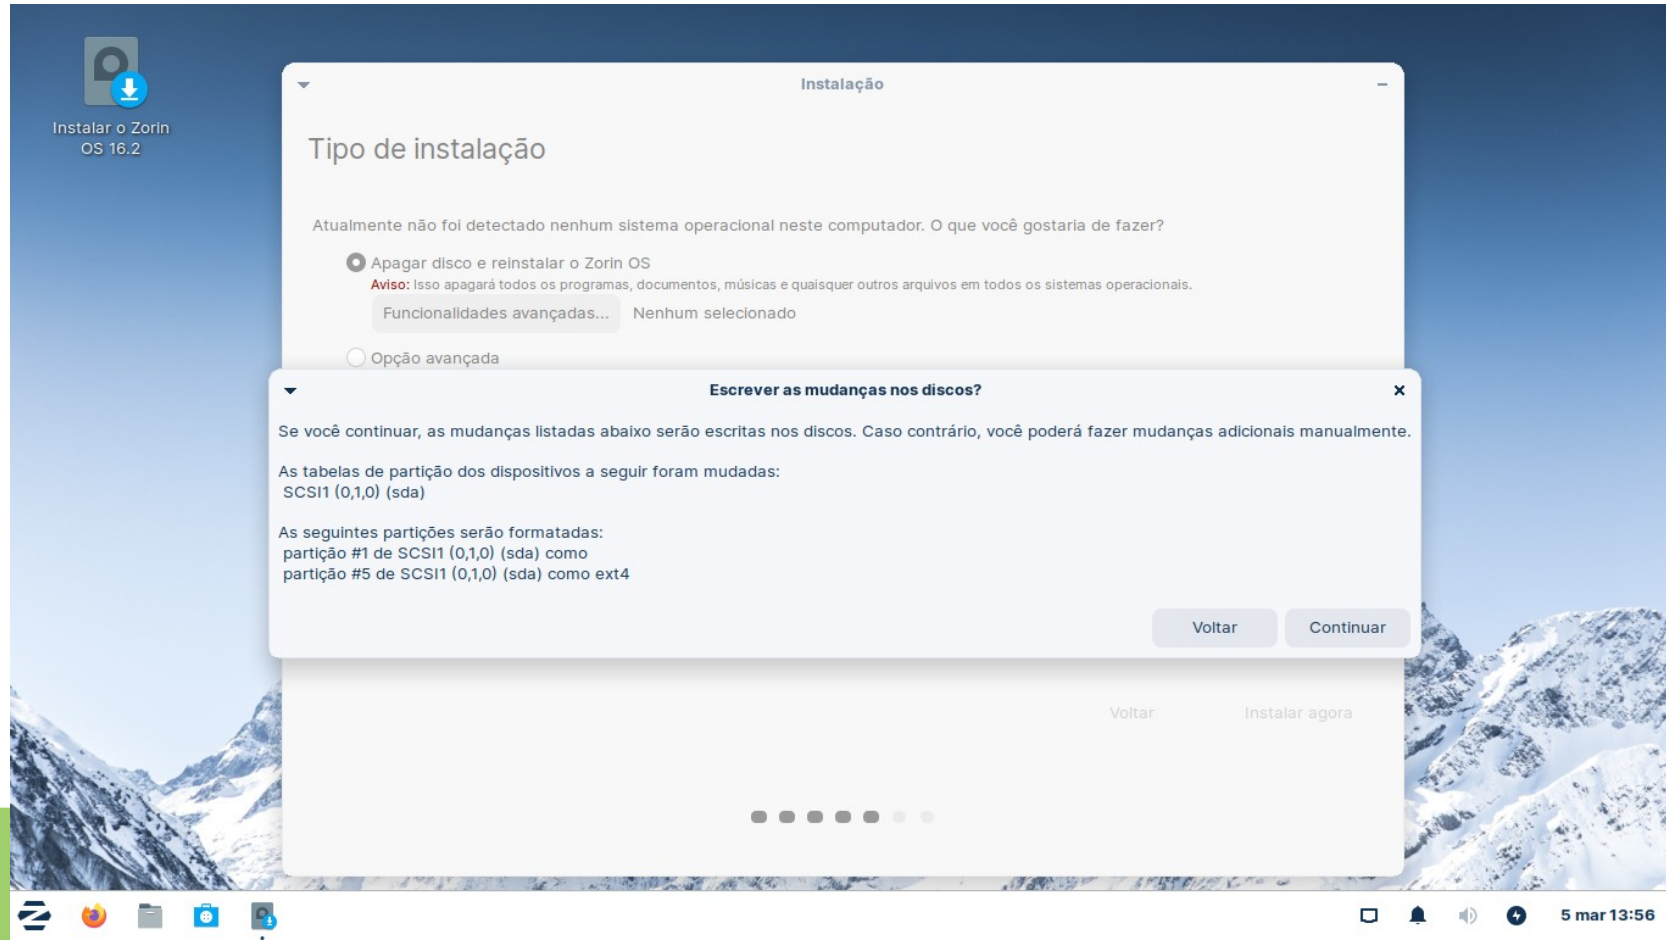 Instalar o Zorin
OS 16.2
Instalação
Tipo de instalação
Atualmente não foi detectado nenhum sistema operacional neste computador. O que você gostaria de fazer?
Apagar disco e reinstalar o Zorin OS
Aviso: Isso apagará todos os programas, documentos, músicas e quaisquer outros arquivos em todos os sistemas operacionais.
Funcionalidades avançadas... Nenhum selecionado
Opção avançada
Escrever as mudanças nos discos?
Se você continuar, as mudanças listadas abaixo serão escritas nos discos. Caso contrário, você poderá fazer mudanças adicionais manualmente.
As tabelas de partição dos dispositivos a seguir foram mudadas:
SCSI1 (0,1,0) (sda)
As seguintes partições serão formatadas:
partição #1 de SCSI1 (0,1,0) (sda) como
partição #5 de SCSI1 (0,1,0) (sda) como ext4
Voltar Continuar
Voltar Instalar agora
5 mar 13:56